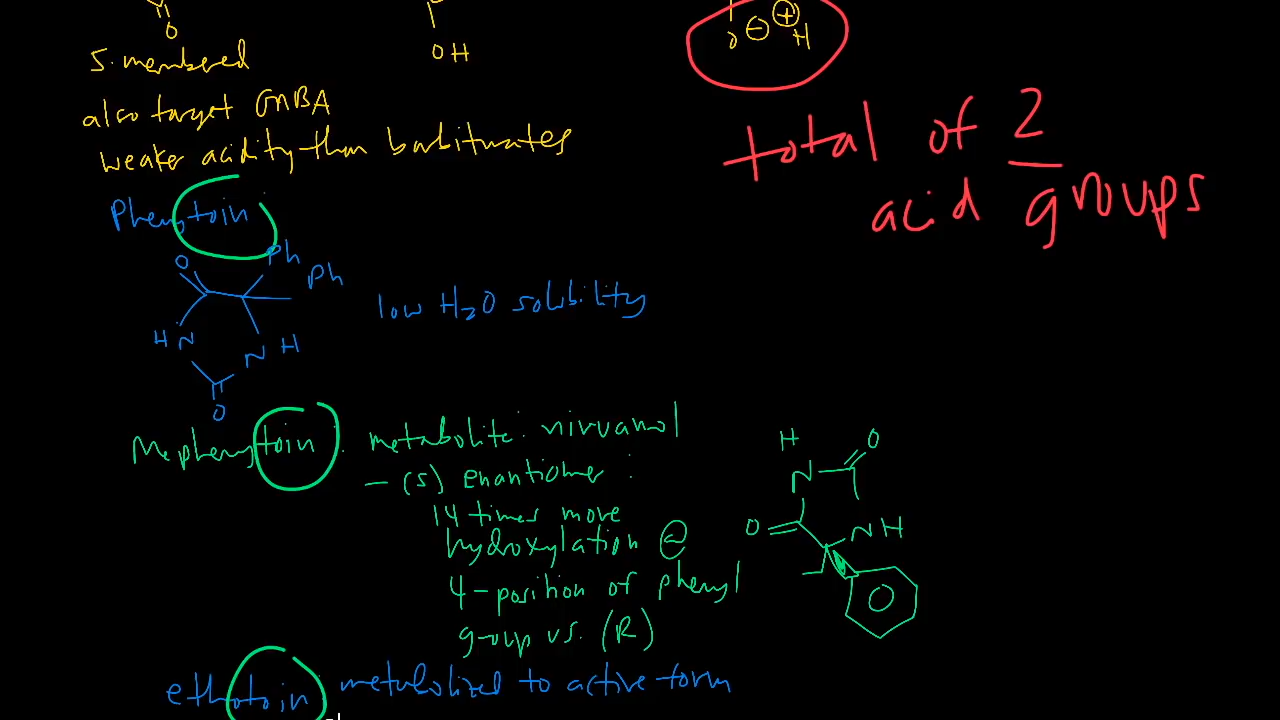 O
OH
O ⊖ ⊕ H
5-membered
also target GABA
weaker acidity than barbiturates
total of 2
acid groups
Phenytoin:
O Ph
Ph
HN
N H
O
low H2O solubility
Mephenytoin: metabolite: nirvanol
- (S) enantiomer:
14 times more
hydroxylation @
4-position of phenyl
group vs. (R)
H
N O
O NH
ethotoin: metabolized to active form